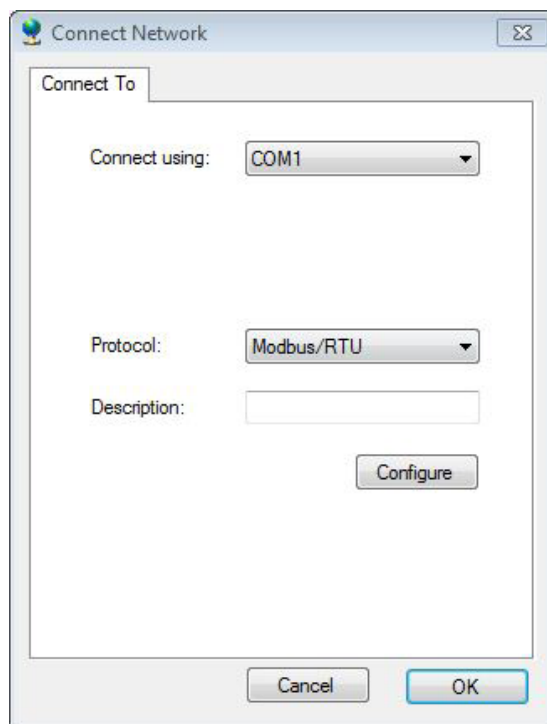 Connect Network
Connect To
Connect using: COM1
Protocol: Modbus/RTU
Description:
Configure
Cancel OK